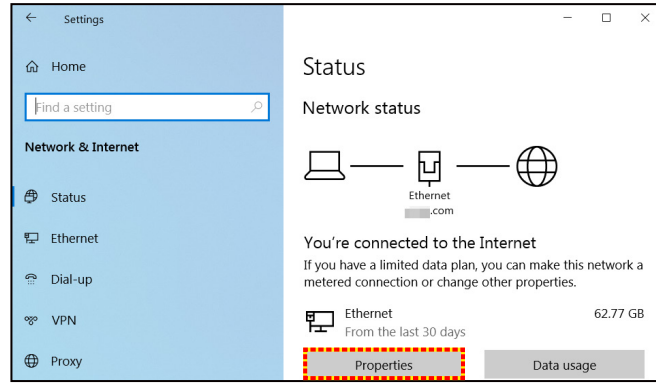 Settings
Home
Find a setting
Network & Internet
Status
Ethernet
Dial-up
VPN
Proxy
Status
Network status
Ethernet
.com
You're connected to the Internet
If you have a limited data plan, you can make this network a
metered connection or change other properties.
Ethernet 62.77 GB
From the last 30 days
Properties Data usage